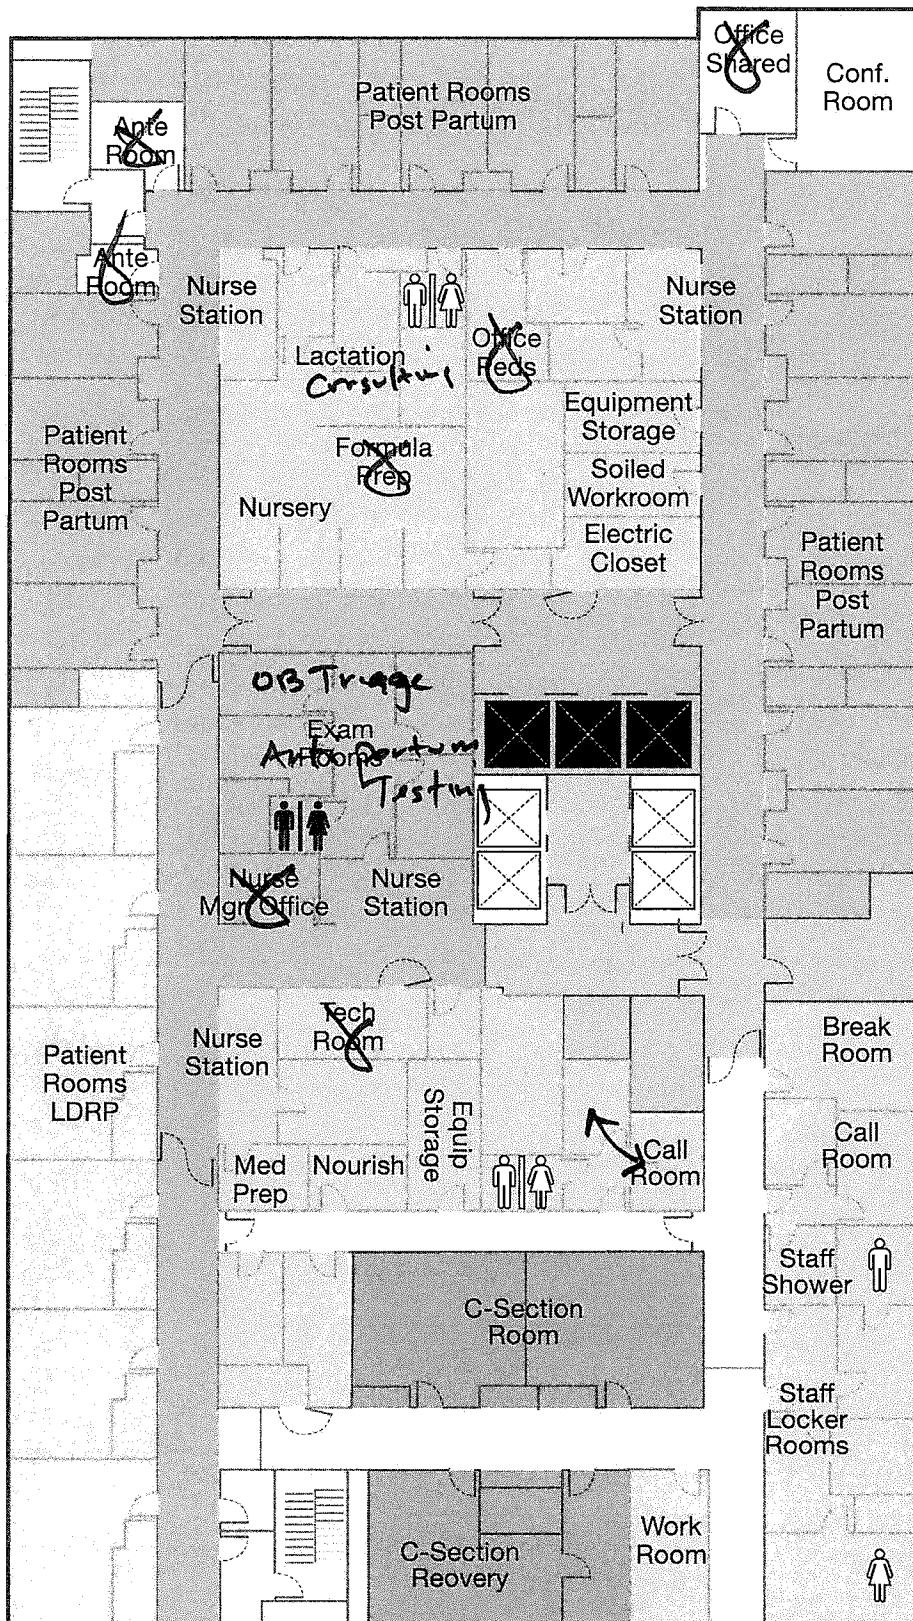 Office
Shared
Conf.
Room
Patient Rooms
Post Partum
Ante
Room
Ante
Room
Nurse
Station
Nurse
Station
Lactation
Consulting
Office
Peds
Equipment
Storage
Formula
Prep
Soiled
Workroom
Nursery
Electric
Closet
Patient
Rooms
Post
Partum
Patient
Rooms
Post
Partum
OB Triage
Exam
Rooms
Antepartum
Testing
Nurse
Mgr. Office
Nurse
Station
Tech
Room
Nurse
Station
Patient
Rooms
LDRP
Equip
Storage
Break
Room
Call
Room
Call
Room
Med
Prep
Nourish
Staff
Shower
C-Section
Room
Staff
Locker
Rooms
Work
Room
C-Section
Reovery